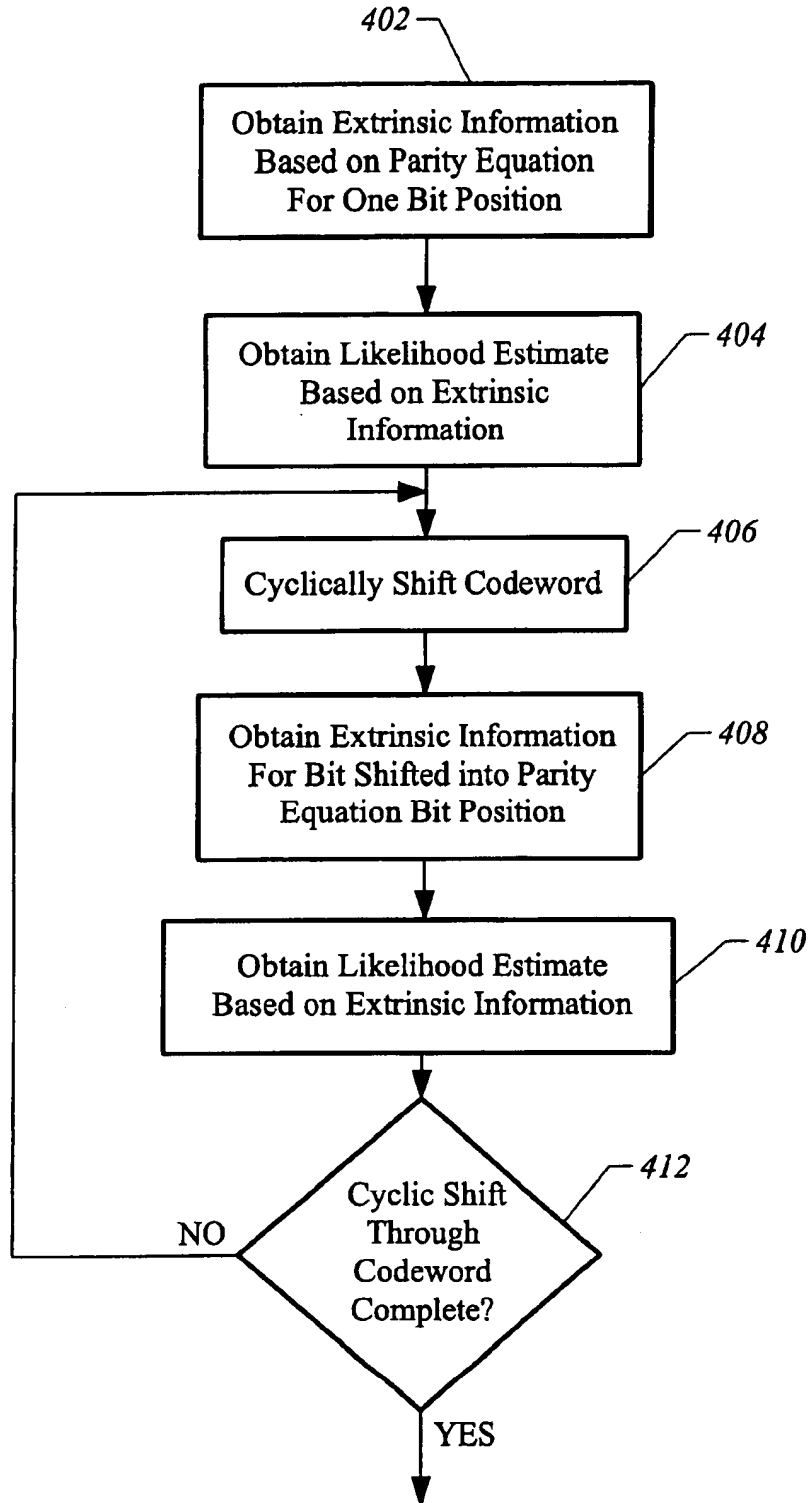 402
Obtain Extrinsic Information
Based on Parity Equation
For One Bit Position
404
Obtain Likelihood Estimate
Based on Extrinsic
Information
406
Cyclically Shift Codeword
408
Obtain Extrinsic Information
For Bit Shifted into Parity
Equation Bit Position
410
Obtain Likelihood Estimate
Based on Extrinsic Information
412
Cyclic Shift
Through
Codeword
Complete?
NO
YES